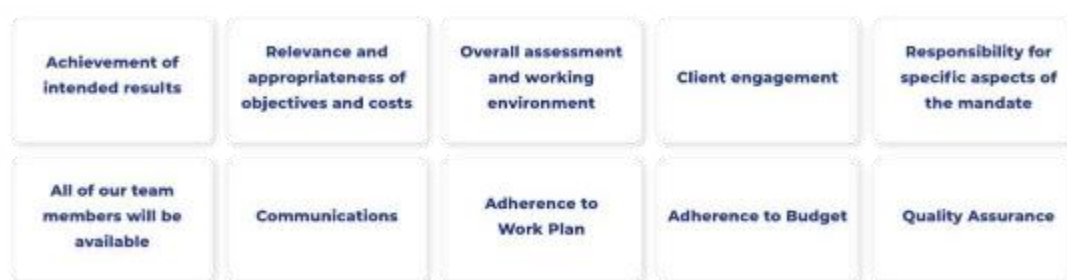 Achievement of
intended results
Relevance and
appropriateness of
objectives and costs
Overall assessment
and working
environment
Client engagement
Responsibility for
specific aspects of
the mandate
All of our team
members will be
available
Communications
Adherence to
Work Plan
Adherence to Budget
Quality Assurance